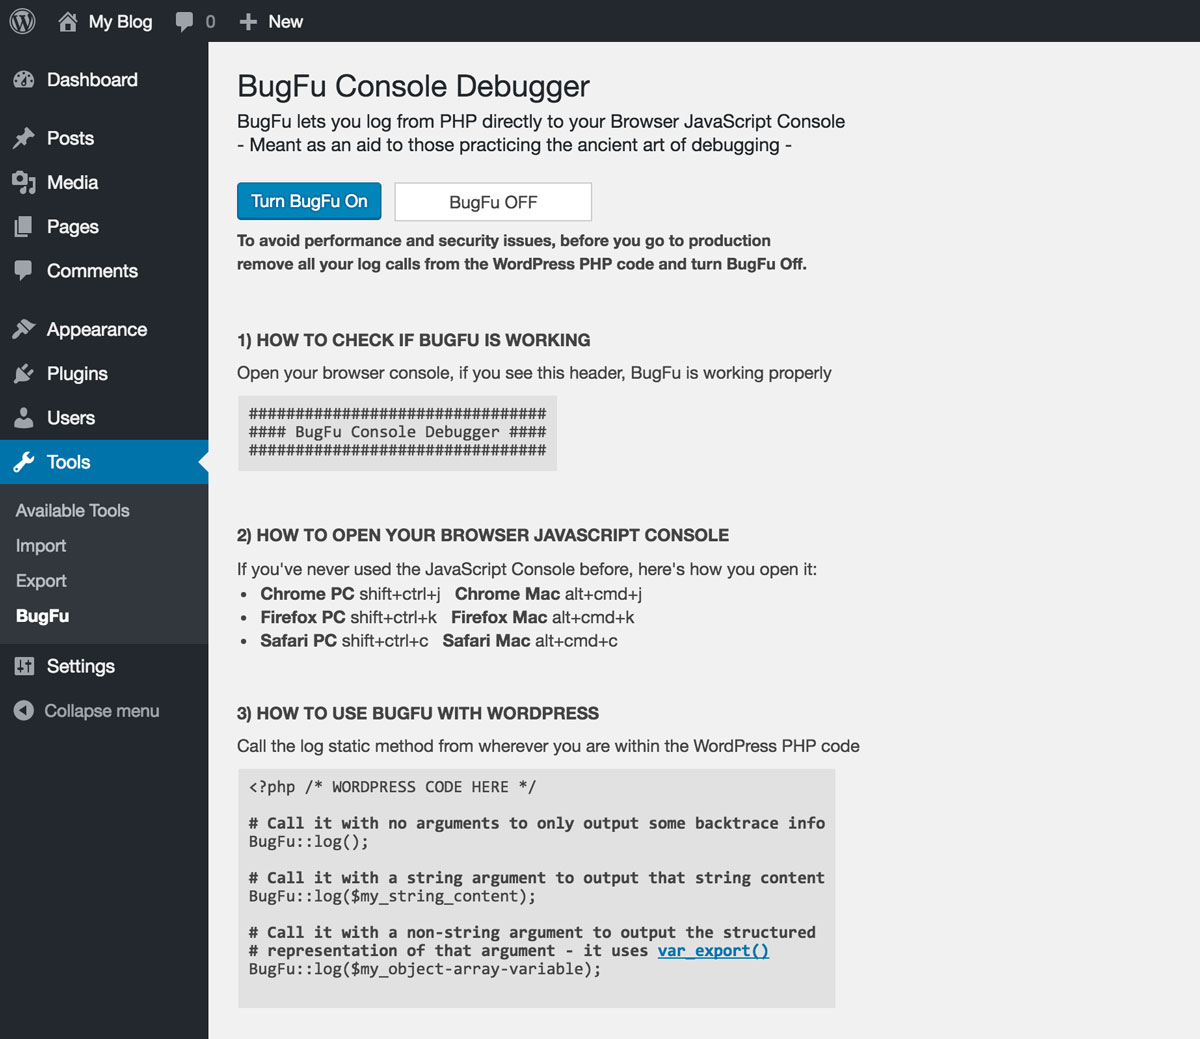 My Blog 0 New
Dashboard
Posts
Media
Pages
Comments
Appearance
Plugins
Users
Tools
Available Tools
Import
Export
BugFu
Settings
Collapse menu
BugFu Console Debugger
BugFu lets you log from PHP directly to your Browser JavaScript Console
- Meant as an aid to those practicing the ancient art of debugging -
Turn BugFu On BugFu OFF
To avoid performance and security issues, before you go to production
remove all your log calls from the WordPress PHP code and turn BugFu Off.
1) HOW TO CHECK IF BUGFU IS WORKING
Open your browser console, if you see this header, BugFu is working properly
################################
#### BugFu Console Debugger ####
################################
2) HOW TO OPEN YOUR BROWSER JAVASCRIPT CONSOLE
If you've never used the JavaScript Console before, here's how you open it:
• Chrome PC shift+ctrl+j Chrome Mac alt+cmd+j
• Firefox PC shift+ctrl+k Firefox Mac alt+cmd+k
• Safari PC shift+ctrl+c Safari Mac alt+cmd+c
3) HOW TO USE BUGFU WITH WORDPRESS
Call the log static method from wherever you are within the WordPress PHP code
<?php /* WORDPRESS CODE HERE */
# Call it with no arguments to only output some backtrace info
BugFu::log();
# Call it with a string argument to output that string content
BugFu::log($my_string_content);
# Call it with a non-string argument to output the structured
# representation of that argument - it uses var_export()
BugFu::log($my_object-array-variable);